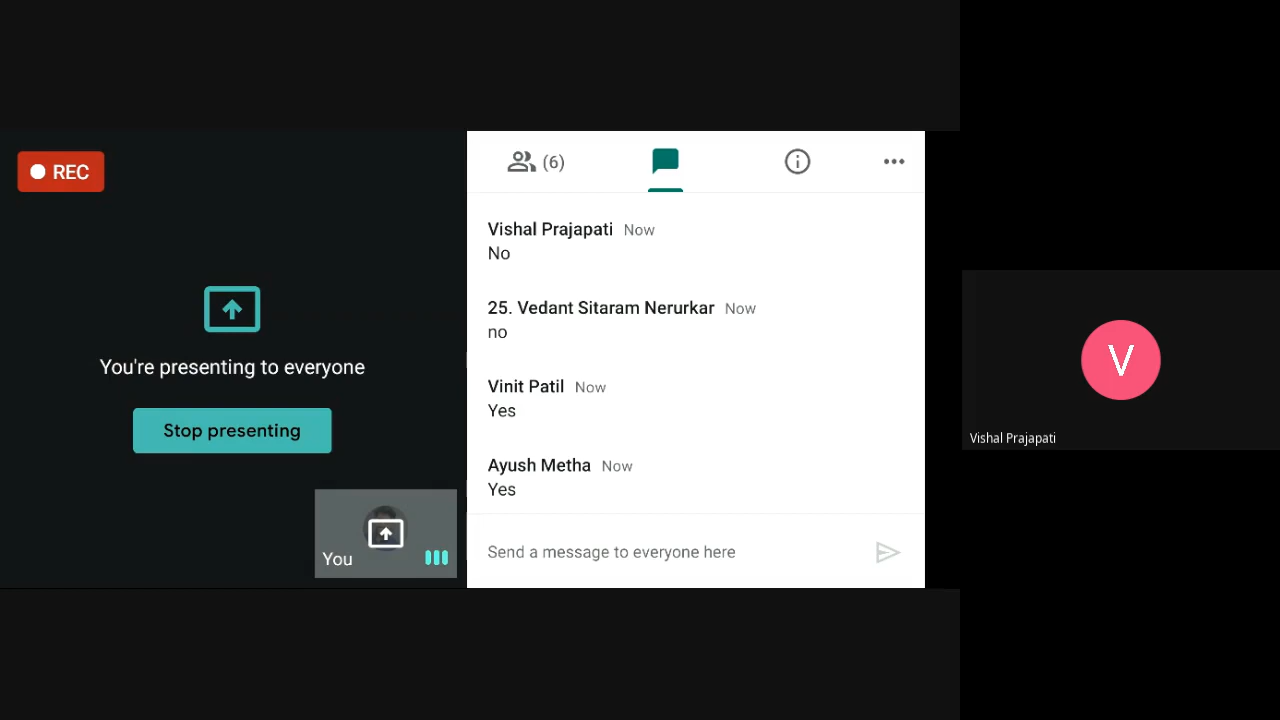 REC
You're presenting to everyone
Stop presenting
You
(6)
Vishal Prajapati Now
No
25. Vedant Sitaram Nerurkar Now
no
Vinit Patil Now
Yes
Ayush Metha Now
Yes
Send a message to everyone here
V
Vishal Prajapati